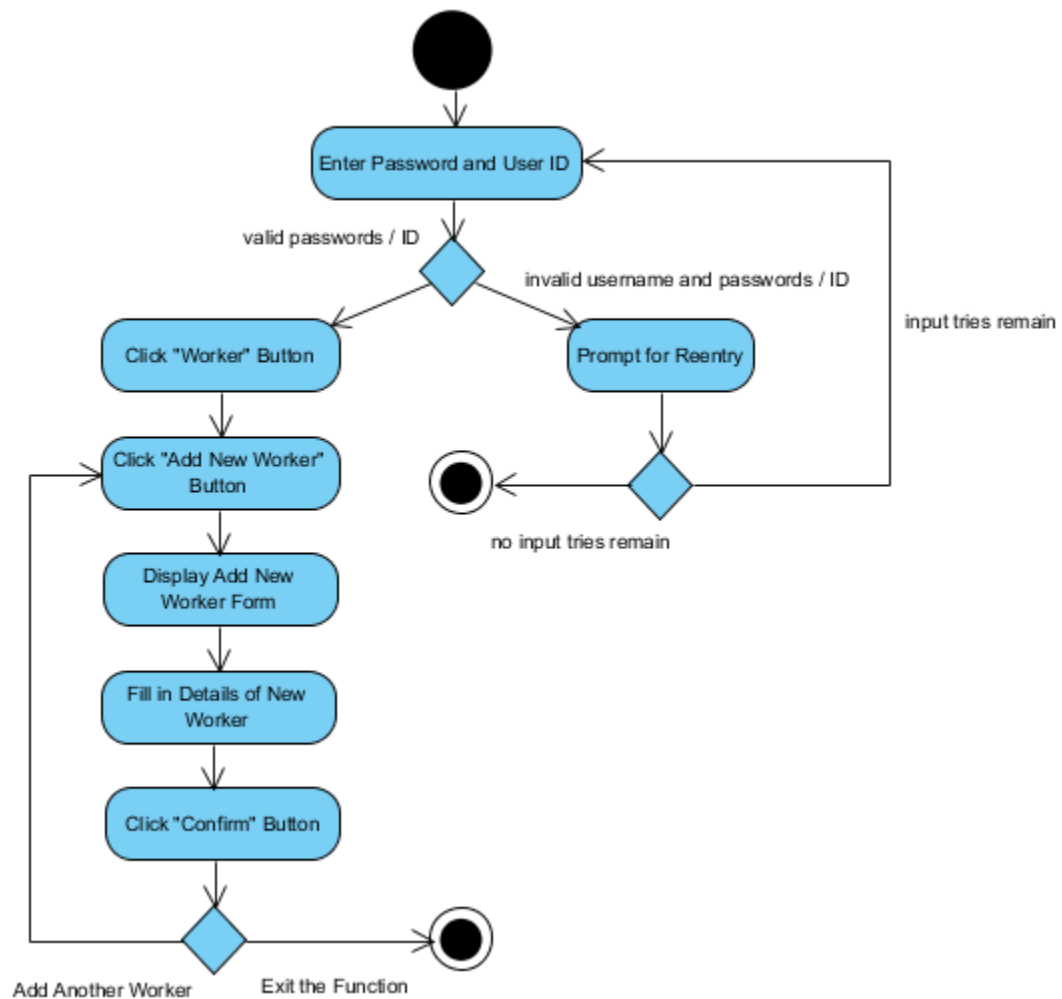 Enter Password and User ID
valid passwords / ID
invalid username and passwords / ID
input tries remain
Click "Worker" Button
Prompt for Reentry
Click "Add New Worker"
Button
no input tries remain
Display Add New
Worker Form
Fill in Details of New
Worker
Click "Confirm" Button
Add Another Worker
Exit the Function